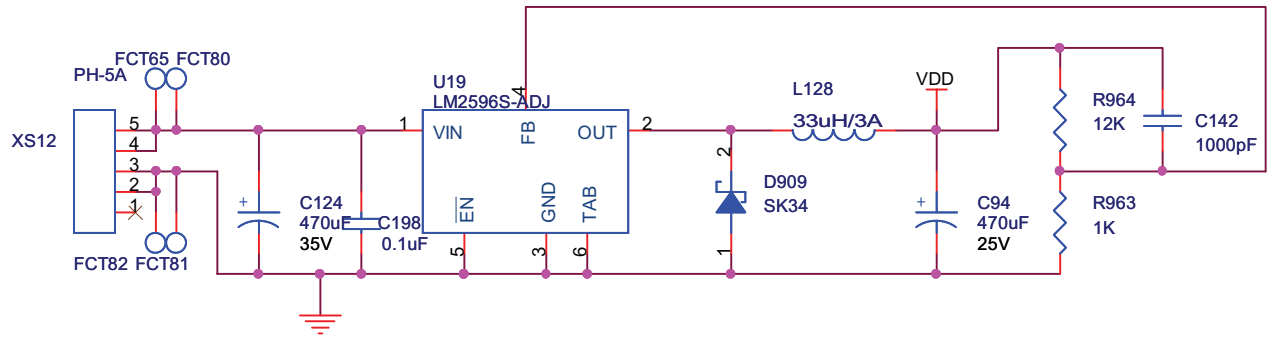 FCT65 FCT80
PH-5A
XS12
5
4
3
2
1
FCT82 FCT81
C124
470uF
35V
C198
0.1uF
U19
LM2596S-ADJ
1
VIN
4
FB
OUT
2
EN
GND
TAB
5
3
6
2
D909
SK34
1
L128
33uH/3A
VDD
+
+
C94
470uF
25V
R964
12K
C142
1000pF
R963
1K